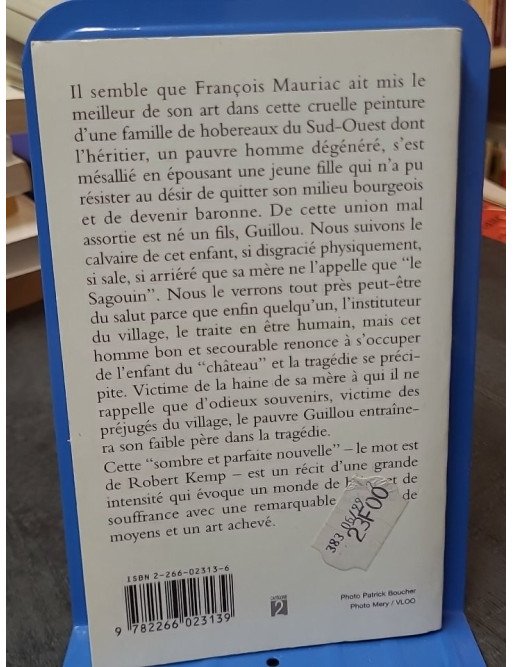 Il semble que François Mauriac ait mis le
meilleur de son art dans cette cruelle peinture
d'une famille de hobereaux du Sud-Ouest dont
l'héritier, un pauvre homme dégénéré, s'est
mésallié en épousant une jeune fille qui n'a pu
résister au désir de quitter son milieu bourgeois
et de devenir baronne. De cette union mal
assortie est né un fils, Guillou. Nous suivons le
calvaire de cet enfant, si disgracié physiquement,
si sale, si arriéré que sa mère ne l'appelle que “le
Sagouin”. Nous le verrons tout près peut-être
du salut parce que enfin quelqu'un, l'instituteur
du village, le traite en être humain, mais cet
homme bon et secourable renonce à s'occuper
de l'enfant du “château” et la tragédie se préci-
pite. Victime de la haine de sa mère à qui il ne
rappelle que d'odieux souvenirs, victime des
préjugés du village, le pauvre Guillou entraîne-
ra son faible père dans la tragédie.
Cette “sombre et parfaite nouvelle” – le mot est
de Robert Kemp – est un récit d'une grande
intensité qui évoque un monde de et de
souffrance avec une remarquable de
moyens et un art achevé.
383 06/29
23F00
ISBN 2-266-02313-6
9 782266 023139
CATÉGORIE
2
Photo Patrick Boucher
Photo Mery / VLOO